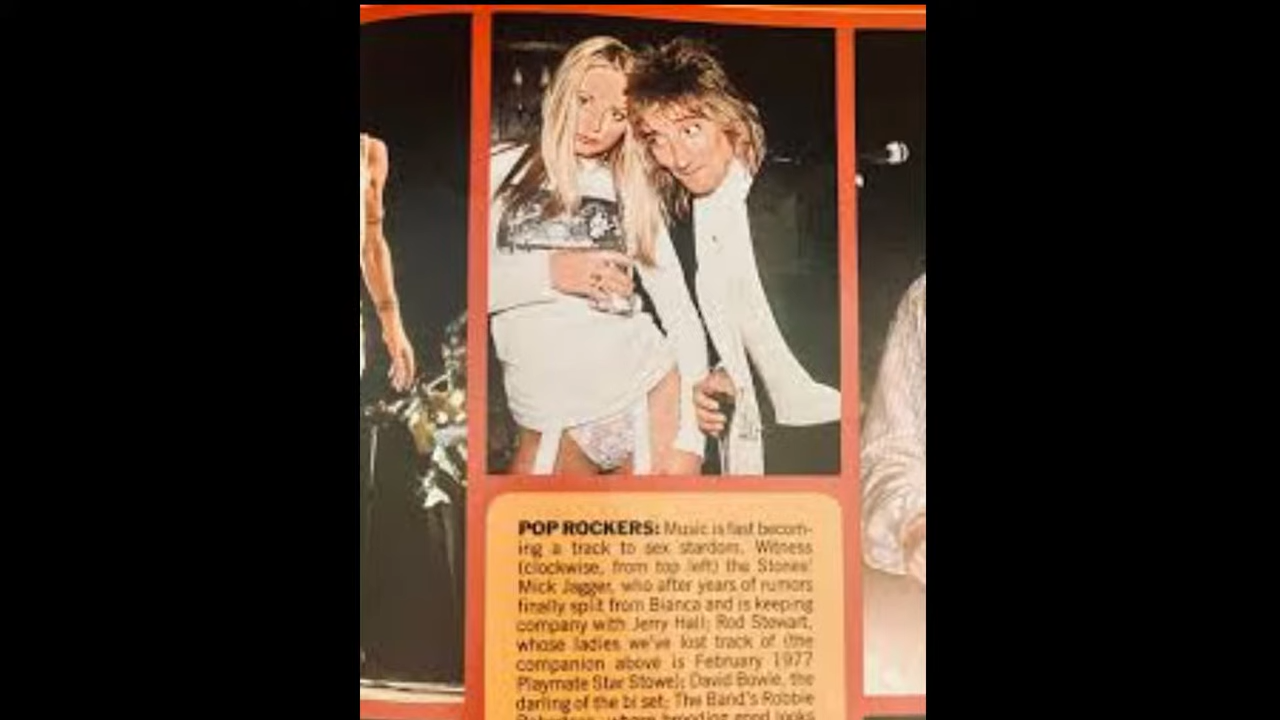 POP ROCKERS: Music is fast becom-
ing a track to sex stardom. Witness
(clockwise, from top left) the Stones'
Mick Jagger, who after years of rumors
finally split from Bianca and is keeping
company with Jerry Hall; Rod Stewart,
whose ladies we've lost track of (the
companion above is February 1977
Playmate Star Stowe); David Bowie, the
darling of the bi set; The Band's Robbie